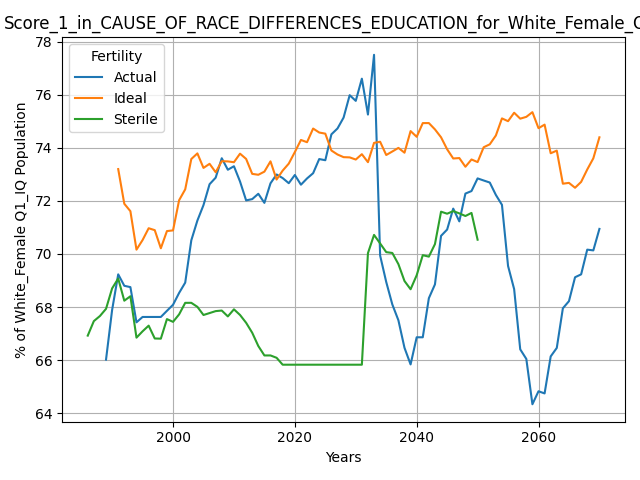 Score_1_in_CAUSE_OF_RACE_DIFFERENCES_EDUCATION_for_White_Female_
Fertility
Actual
Ideal
Sterile
% of White_Female Q1_IQ Population
78
76
74
72
70
68
66
64
2000
2020
2040
2060
Years